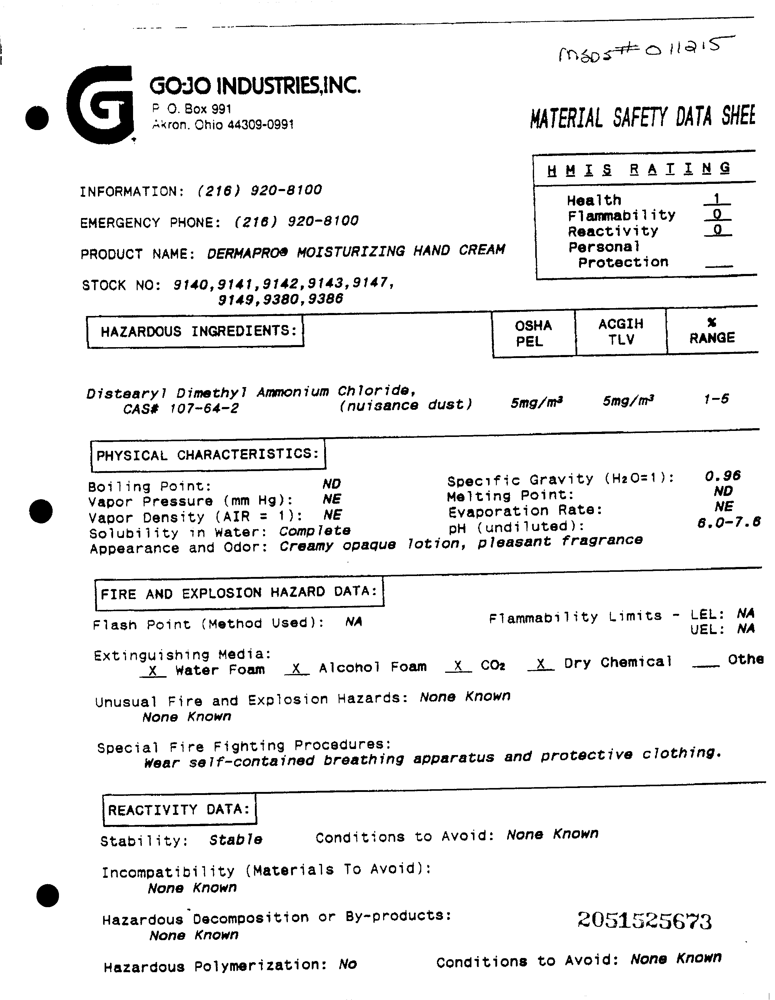 MSDS# 011215
G
GOJO INDUSTRIES, INC.
P. O. Box 991
Akron, Ohio 44309-0991
MATERIAL SAFETY DATA SHEE
HMIS RATING
Health 1
Flammability 0
Reactivity 0
Personal
Protection ___
INFORMATION: (216) 920-8100
EMERGENCY PHONE: (216) 920-8100
PRODUCT NAME: DERMAPRO® MOISTURIZING HAND CREAM
STOCK NO: 9140,9141,9142,9143,9147,
9149,9380,9386
HAZARDOUS INGREDIENTS: OSHA PEL ACGIH TLV % RANGE
Distearyl Dimethyl Ammonium Chloride,
CAS# 107-64-2 (nuisance dust) 5mg/m³ 5mg/m³ 1-5
PHYSICAL CHARACTERISTICS:
Boiling Point: ND Specific Gravity (H₂O=1): 0.96
Vapor Pressure (mm Hg): NE Melting Point: ND
Vapor Density (AIR = 1): NE Evaporation Rate: NE
Solubility in Water: Complete pH (undiluted): 6.0-7.6
Appearance and Odor: Creamy opaque lotion, pleasant fragrance
FIRE AND EXPLOSION HAZARD DATA:
Flash Point (Method Used): NA Flammability Limits - LEL: NA
UEL: NA
Extinguishing Media:
X Water Foam X Alcohol Foam X CO₂ X Dry Chemical ___ Othe
Unusual Fire and Explosion Hazards: None Known
None Known
Special Fire Fighting Procedures:
Wear self-contained breathing apparatus and protective clothing.
REACTIVITY DATA:
Stability: Stable Conditions to Avoid: None Known
Incompatibility (Materials To Avoid):
None Known
Hazardous Decomposition or By-products:
None Known
2051525673
Hazardous Polymerization: No Conditions to Avoid: None Known